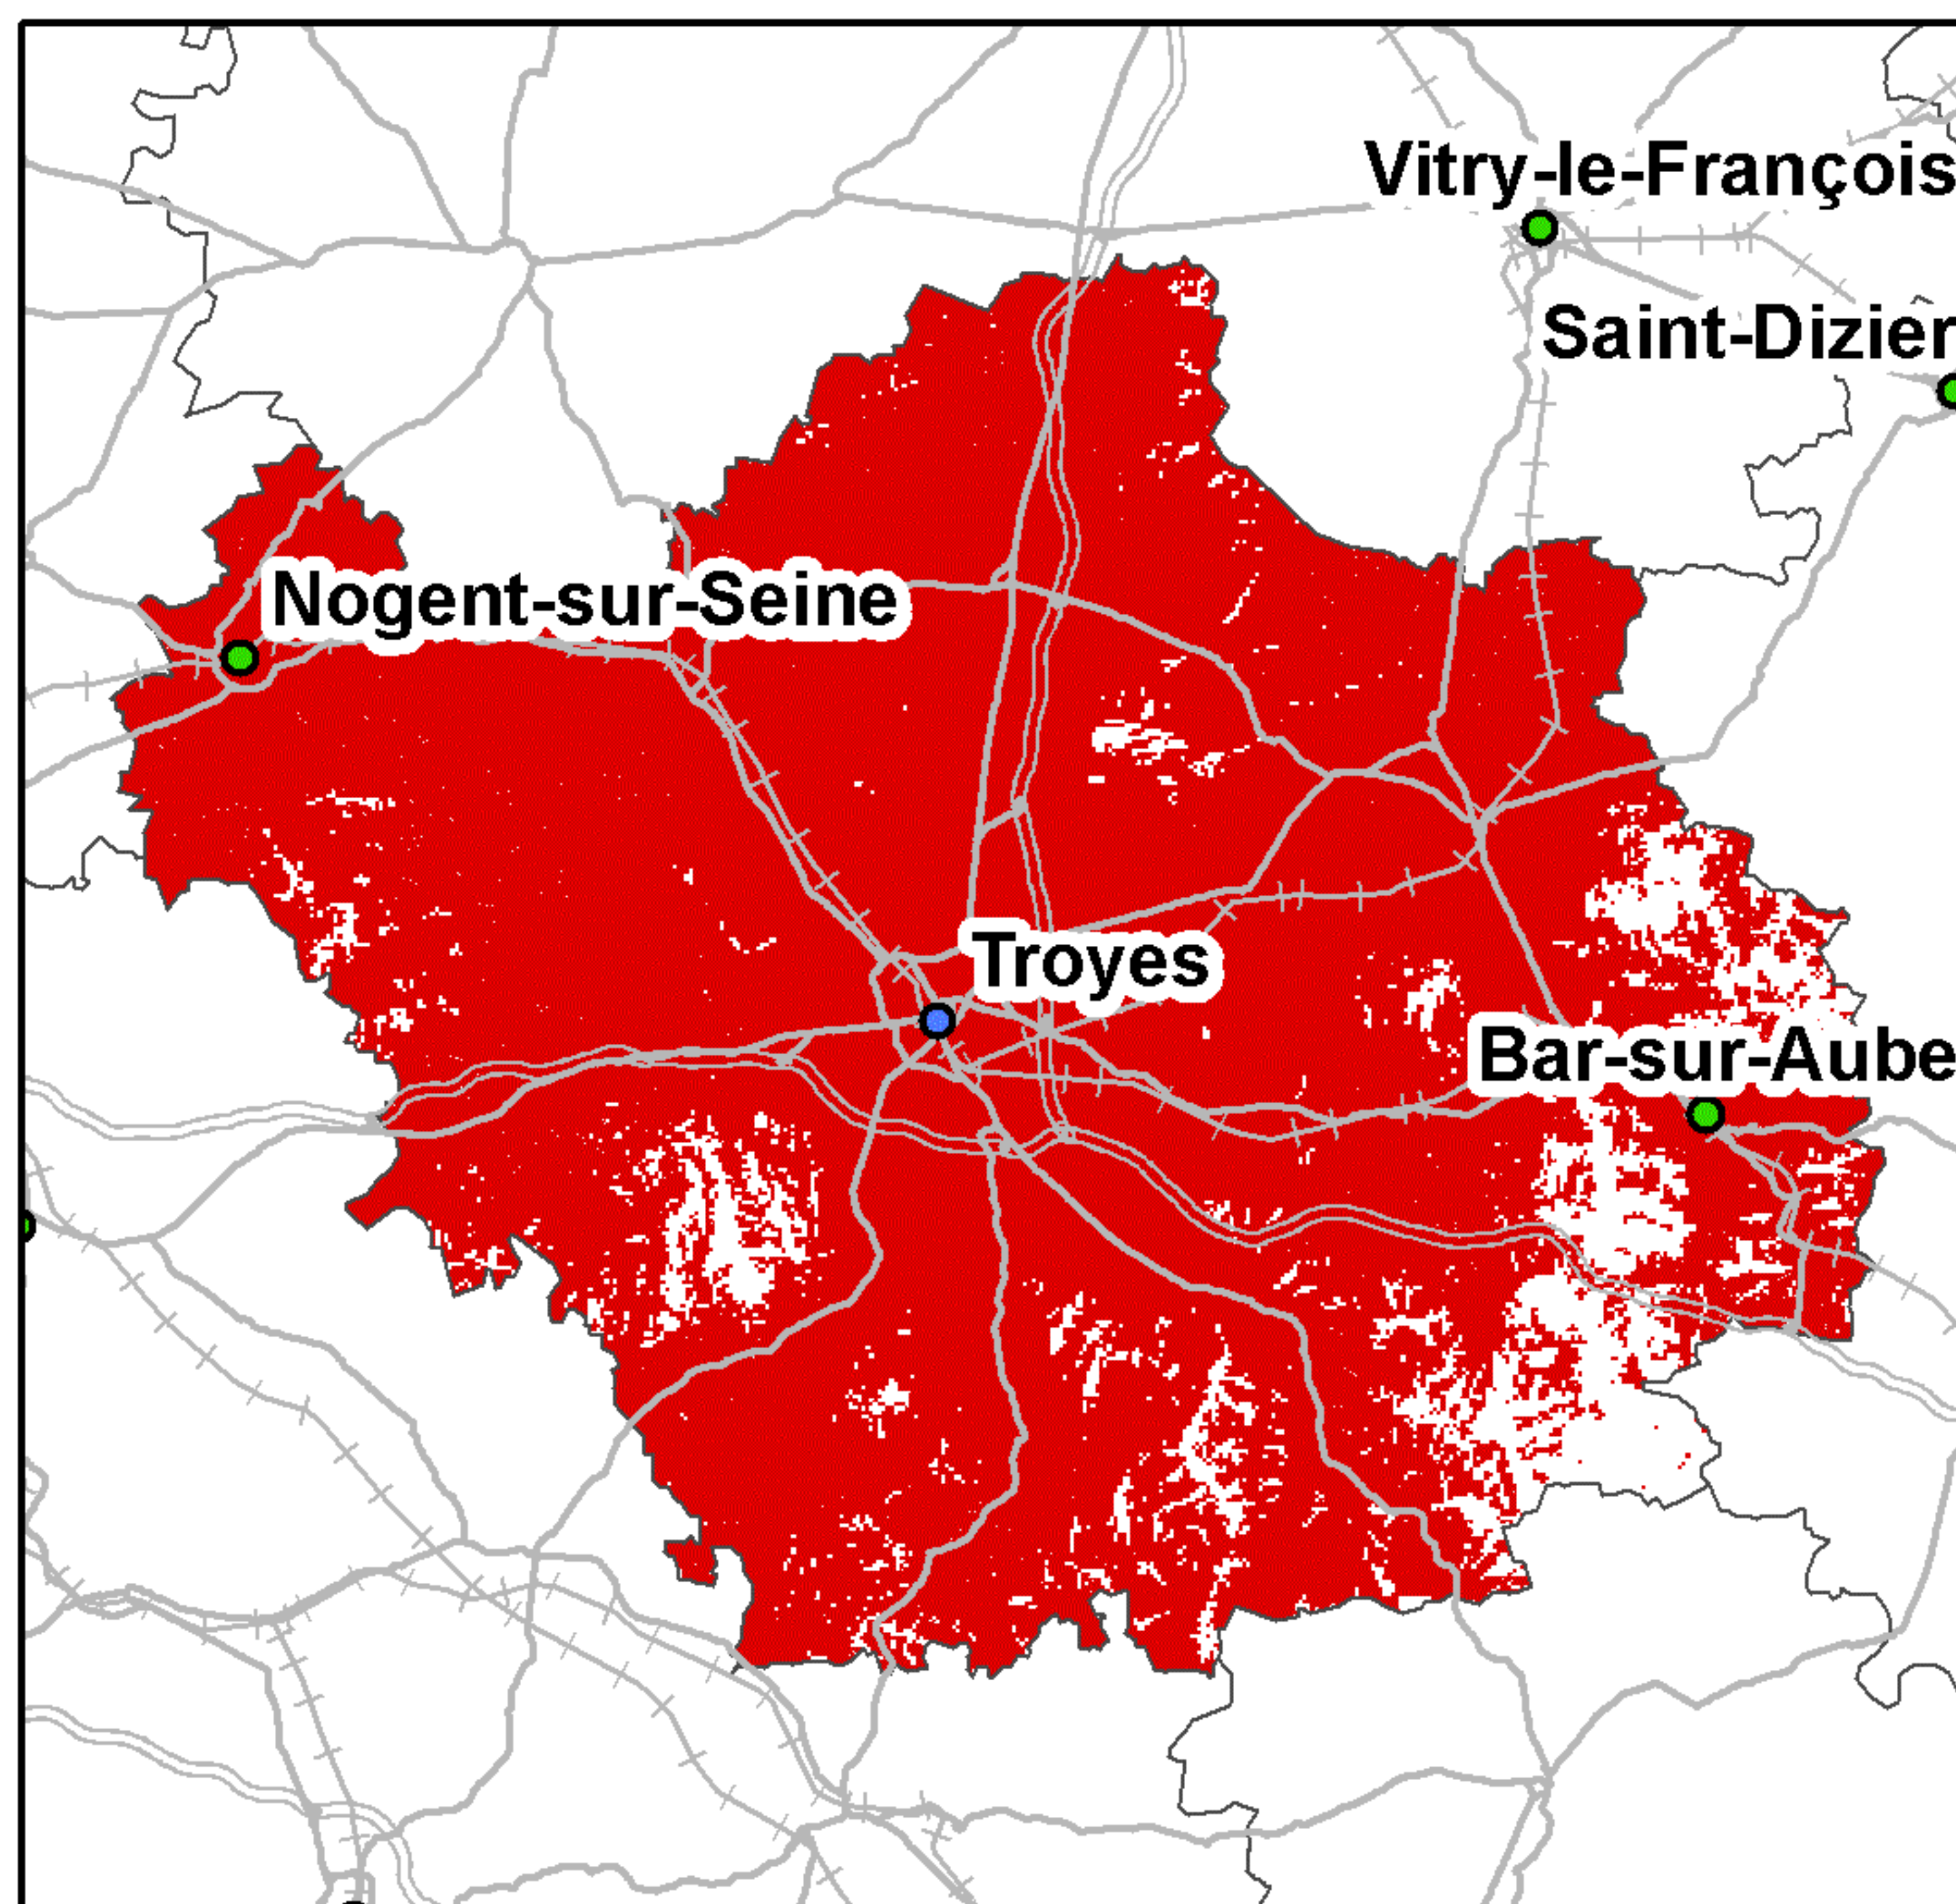 Vitry-le-François
Saint-Dizier
Nogent-sur-Seine
Troyes
Bar-sur-Aube